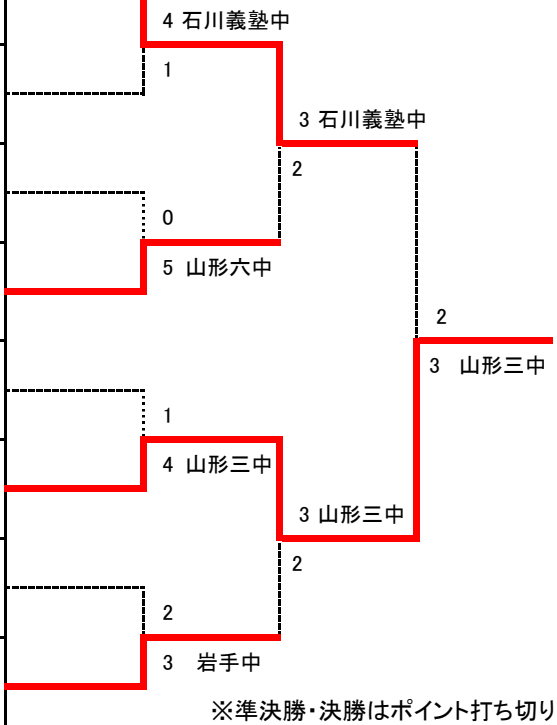 4 石川義塾中
1
3 石川義塾中
2
0
5 山形六中
2
3 山形三中
1
4 山形三中
3 山形三中
2
2
3 岩手中
※準決勝・決勝はポイント打ち切り